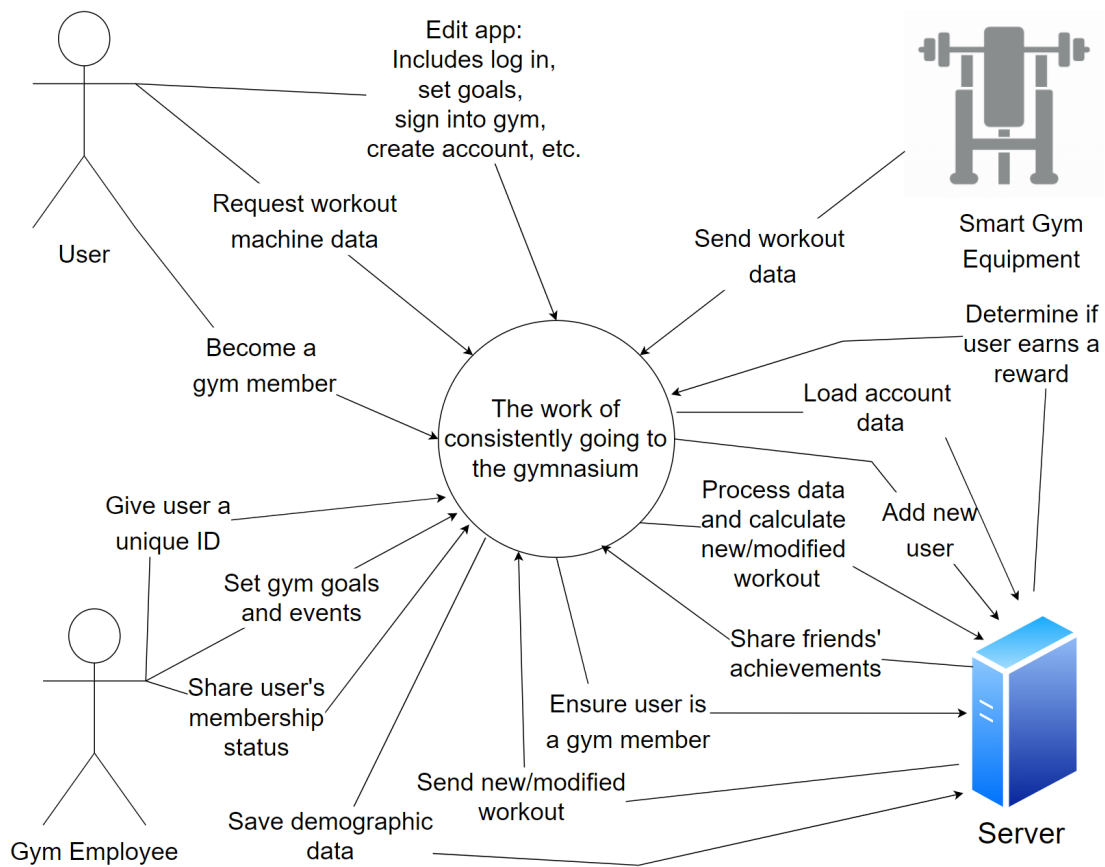 Edit app:
Includes log in,
set goals,
sign into gym,
create account, etc.
Request workout
machine data
User
Become a
gym member
Send workout
data
Smart Gym
Equipment
Determine if
user earns a
reward
Load account
data
The work of
consistently going to
the gymnasium
Process data
and calculate
new/modified
workout
Add new
user
Give user a
unique ID
Set gym goals
and events
Share user's
membership
status
Share friends'
achievements
Ensure user is
a gym member
Send new/modified
workout
Save demographic
data
Gym Employee
Server